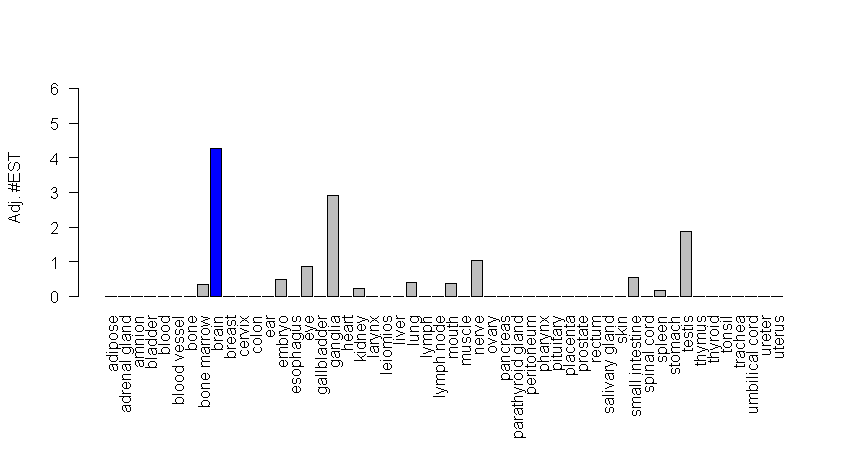 6
5
4
3
2
1
0
Adj. #EST
adipose
adrenal gland
amnion
bladder
blood
blood vessel
bone
bone marrow
brain
breast
cervix
colon
ear
embryo
esophagus
eye
gallbladder
ganglia
heart
kidney
larynx
leiomios
liver
lung
lymph
lymph node
mouth
muscle
nerve
ovary
pancreas
parathyroid gland
peritoneum
pharynx
pituitary
placenta
prostate
rectum
salivary gland
skin
small intestine
spinal cord
spleen
stomach
testis
thymus
thyroid
tonsil
trachea
umbilical cord
ureter
uterus